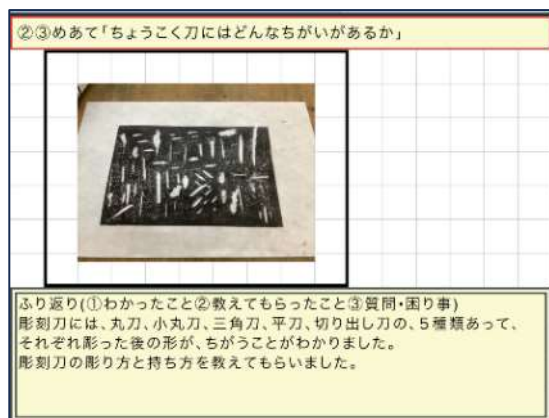 ②③めあて「ちょうこく刀にはどんなちがいがあるか」
ふり返り(①わかったこと②教えてもらったこと③質問・困り事)
彫刻刀には、丸刀、小丸刀、三角刀、平刀、切り出し刀の、5種類あって、
それぞれ彫った後の形が、ちがうことがわかりました。
彫刻刀の彫り方と持ち方を教えてもらいました。